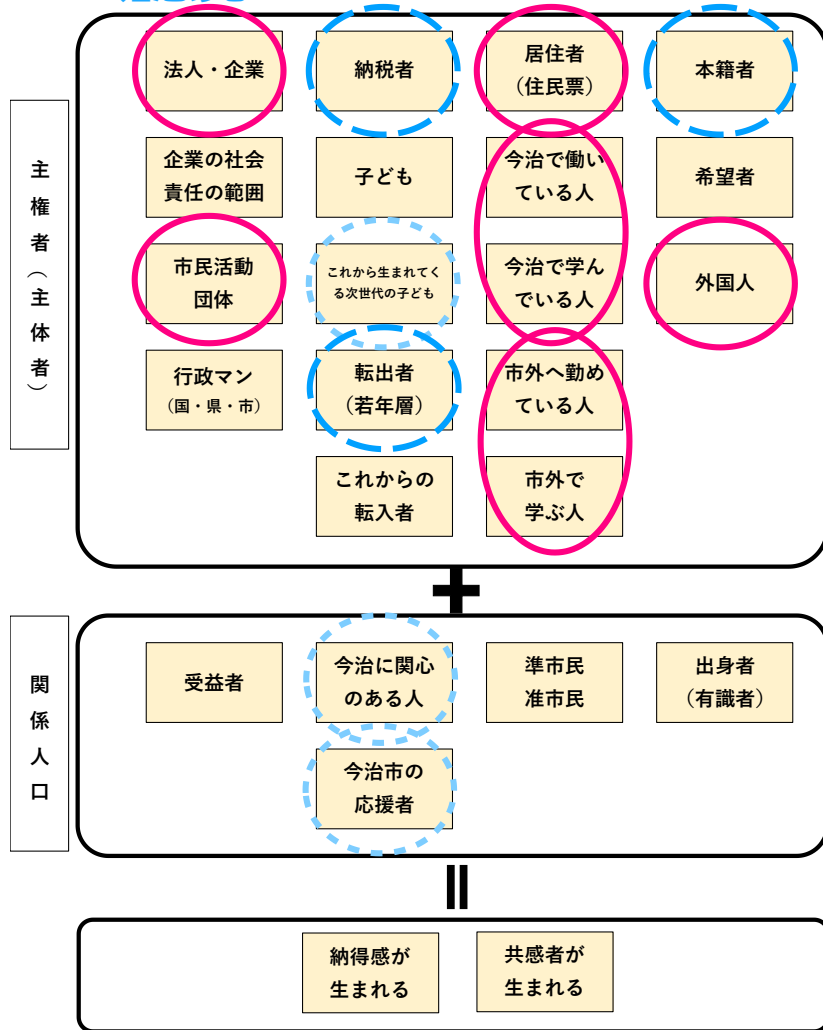 法人・企業
納税者
居住者
（住民票）
本籍者
主権者（主体者）
企業の社会
責任の範囲
子ども
今治で働い
ている人
希望者
市民活動
団体
これから生まれてく
る次世代の子ども
今治で学ん
でいる人
外国人
行政マン
（国・県・市）
転出者
（若年層）
市外へ勤め
ている人
これからの
転入者
市外で
学ぶ人
+
関係人口
受益者
今治に関心
のある人
準市民
准市民
出身者
（有識者）
今治市の
応援者
=
納得感が
生まれる
共感者が
生まれる